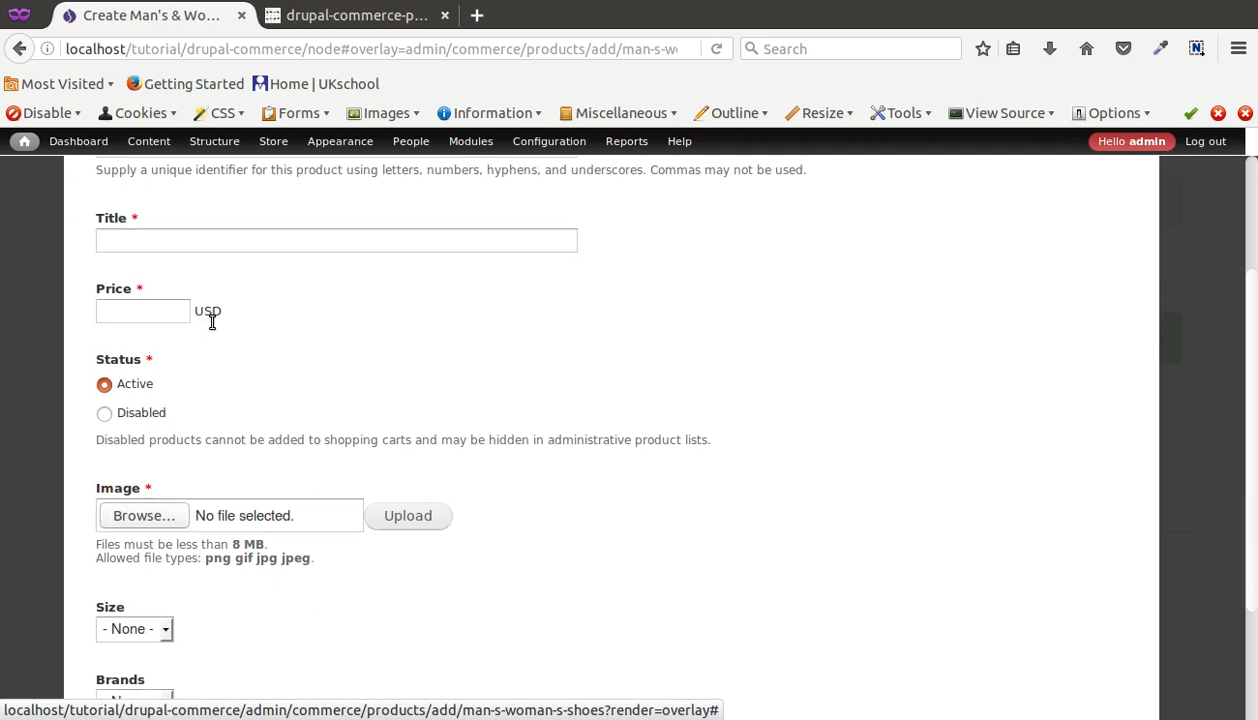 Create Man's & Wo...
drupal-commerce-p...
localhost/tutorial/drupal-commerce/node#overlay=admin/commerce/products/add/man-s-wo
Search
Most Visited
Getting Started
Home | UKschool
Disable
Cookies
CSS
Forms
Images
Information
Miscellaneous
Outline
Resize
Tools
View Source
Options
Dashboard
Content
Structure
Store
Appearance
People
Modules
Configuration
Reports
Help
Hello admin
Log out
Supply a unique identifier for this product using letters, numbers, hyphens, and underscores. Commas may not be used.
Title *
Price *
USD
Status *
Active
Disabled
Disabled products cannot be added to shopping carts and may be hidden in administrative product lists.
Image *
Browse... No file selected.
Upload
Files must be less than 8 MB.
Allowed file types: png gif jpg jpeg.
Size
- None -
Brands
localhost/tutorial/drupal-commerce/admin/commerce/products/add/man-s-woman-s-shoes?render=overlay#